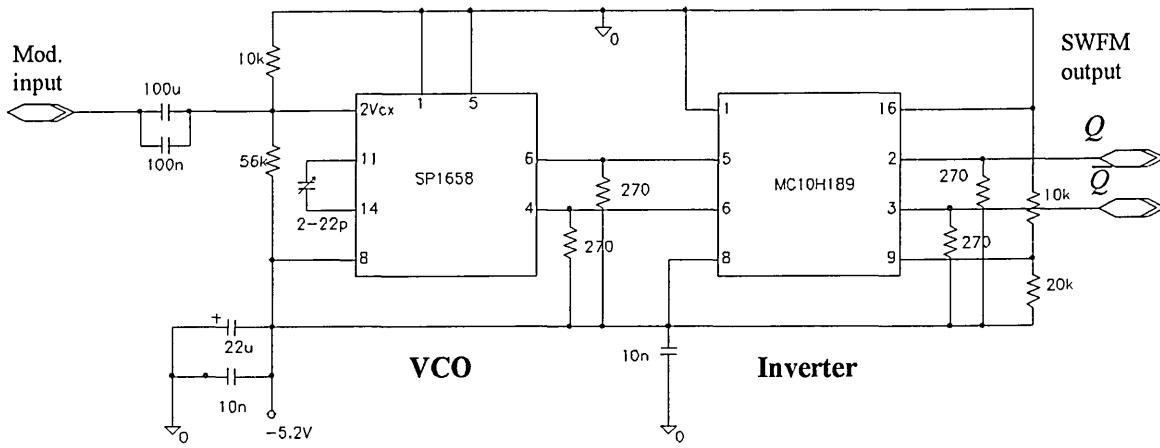 Mod.
input
100u
100n
10k
56k
2Vcx
1
5
11
14
8
SP1658
6
4
2-22p
270
270
0
1
5
6
8
MC10H189
16
2
3
9
270
270
10k
20k
SWFM
output
Q
Q
+
22u
10n
0
-5.2V
VCO
10n
0
Inverter